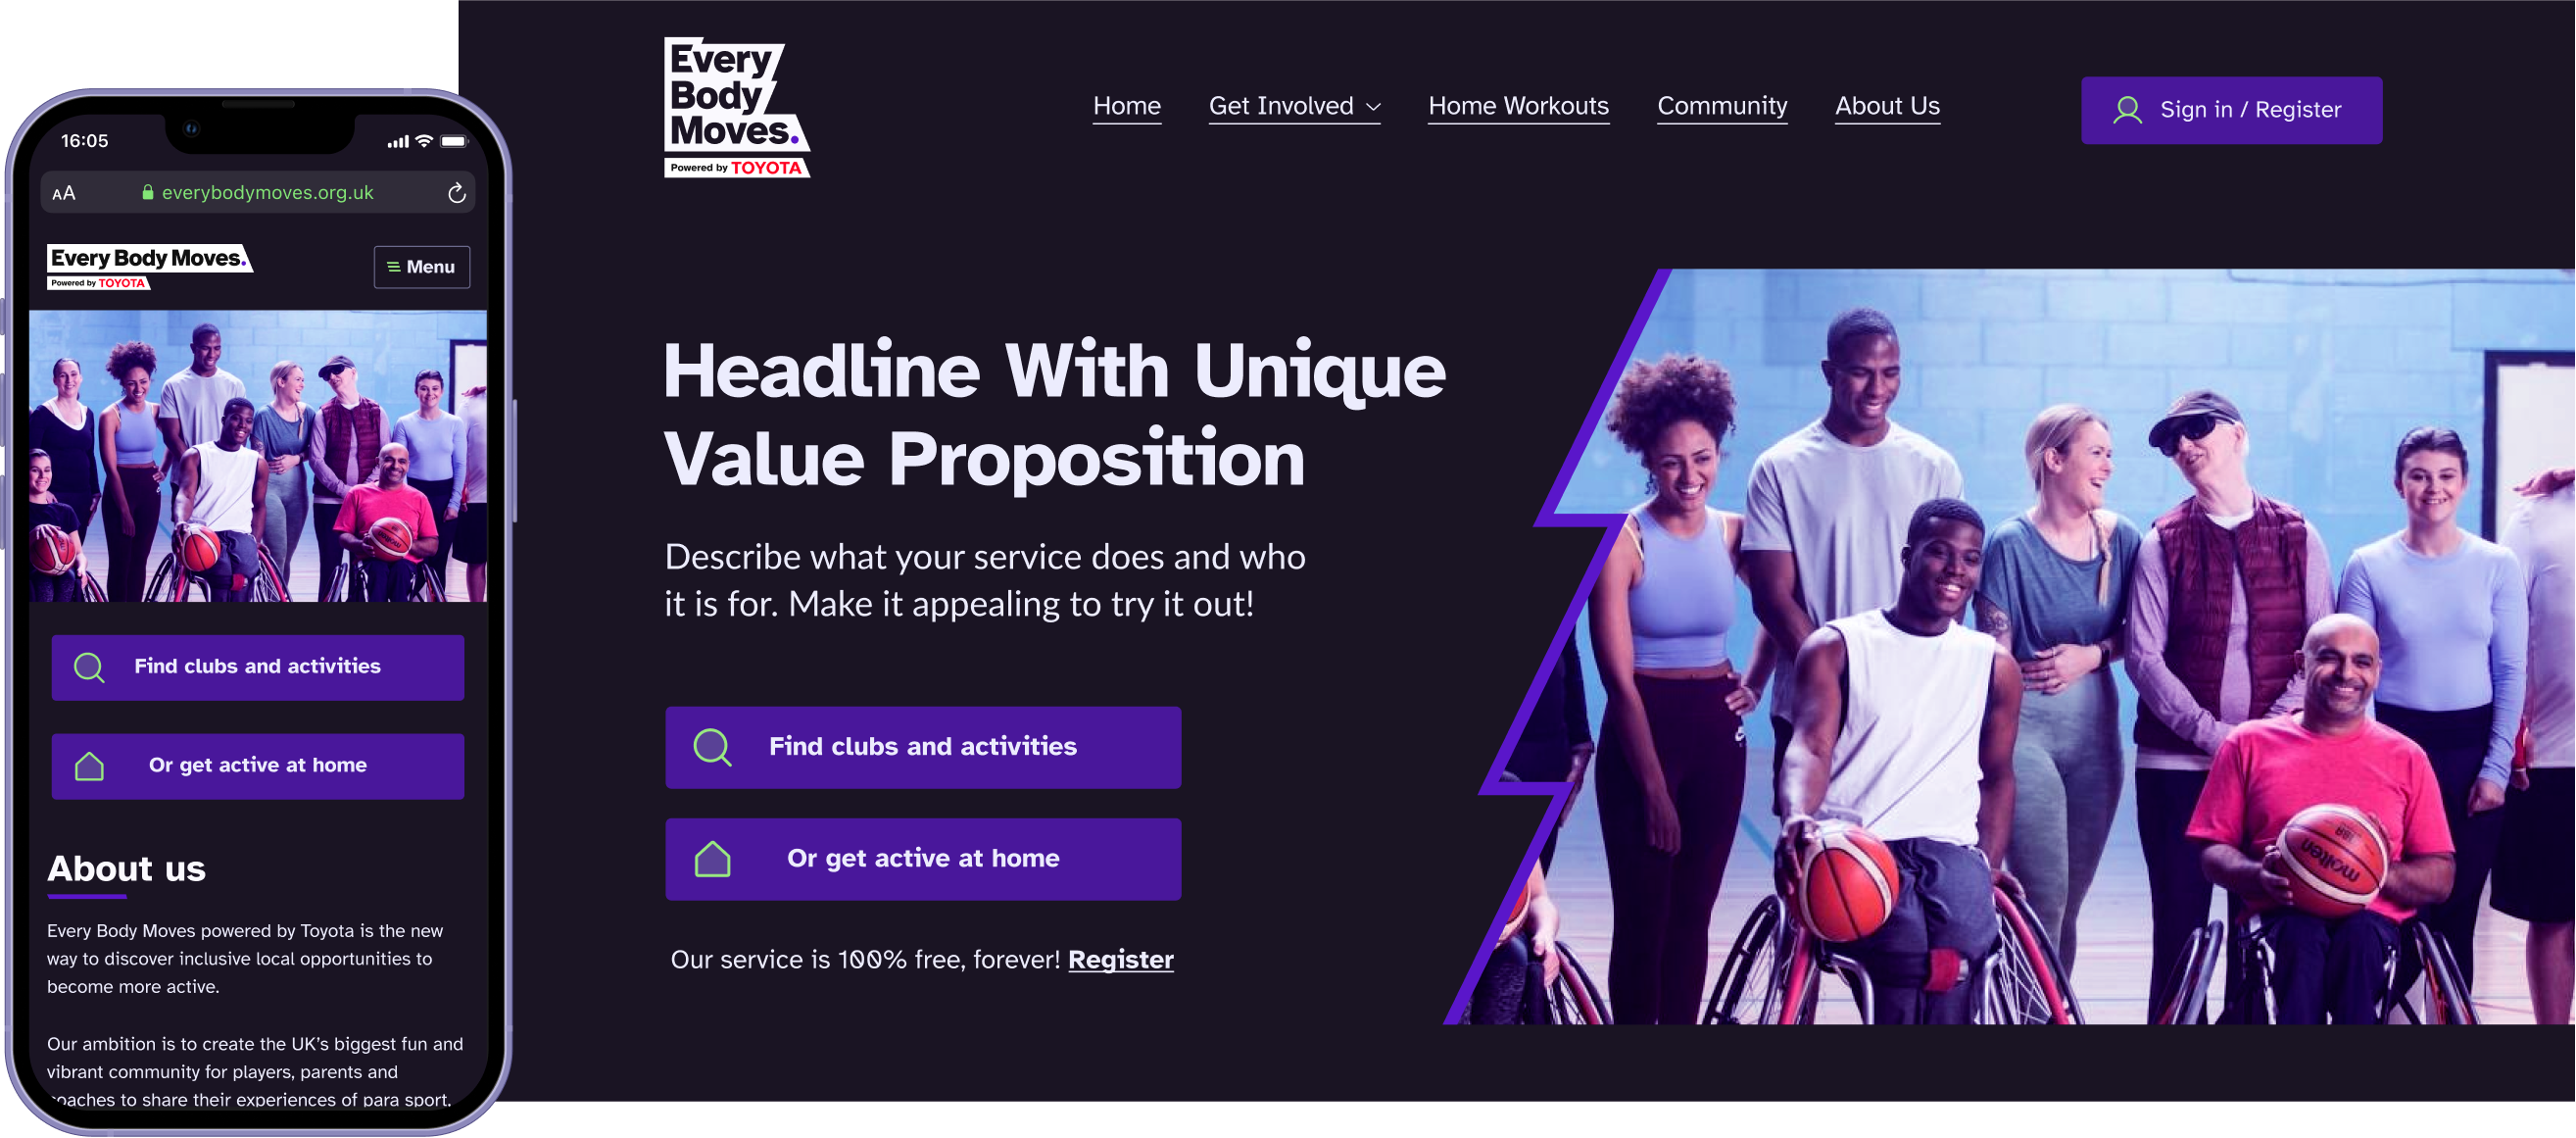 16:05
AA
everybodymoves.org.uk
Every Body Moves.
Powered by TOYOTA
Menu
Find clubs and activities
Or get active at home
About us
Every Body Moves powered by Toyota is the new
way to discover inclusive local opportunities to
become more active.
Our ambition is to create the UK's biggest fun and
vibrant community for players, parents and
coaches to share their experiences of para sport.
Every
Body
Moves.
Powered by TOYOTA
Home
Get Involved
Home Workouts
Community
About Us
Sign in / Register
Headline With Unique
Value Proposition
Describe what your service does and who
it is for. Make it appealing to try it out!
Find clubs and activities
Or get active at home
Our service is 100% free, forever! Register
molten